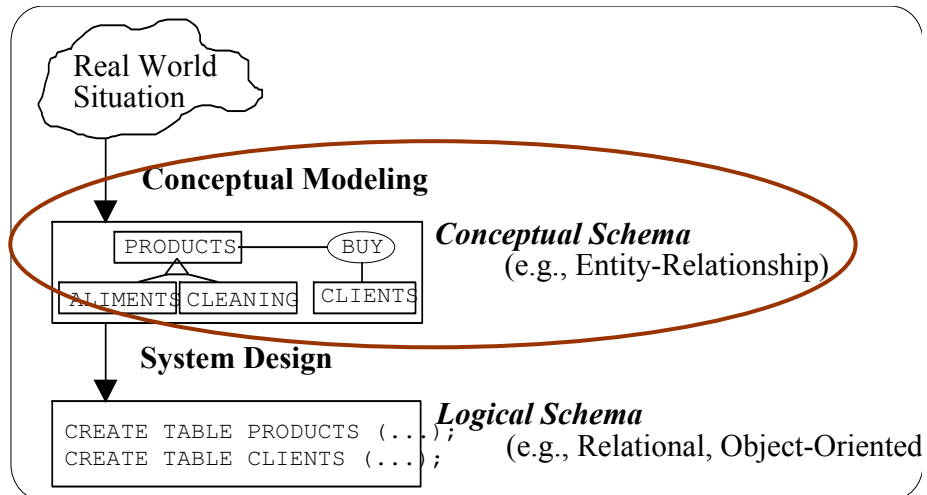 Real World
Situation
Conceptual Modeling
PRODUCTS
BUY
ALIMENTS
CLEANING
CLIENTS
Conceptual Schema
(e.g., Entity-Relationship)
System Design
CREATE TABLE PRODUCTS (...);
CREATE TABLE CLIENTS (...);
Logical Schema
(e.g., Relational, Object-Oriented